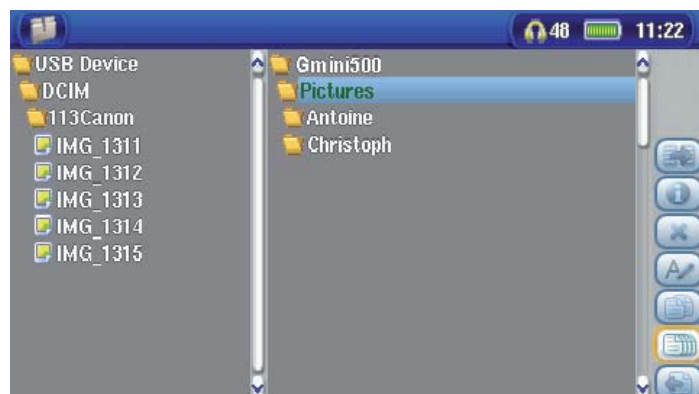 48 11:22
USB Device
DCIM
113Canon
IMG_1311
IMG_1312
IMG_1313
IMG_1314
IMG_1315
Gmini500
Pictures
Antoine
Christoph
A